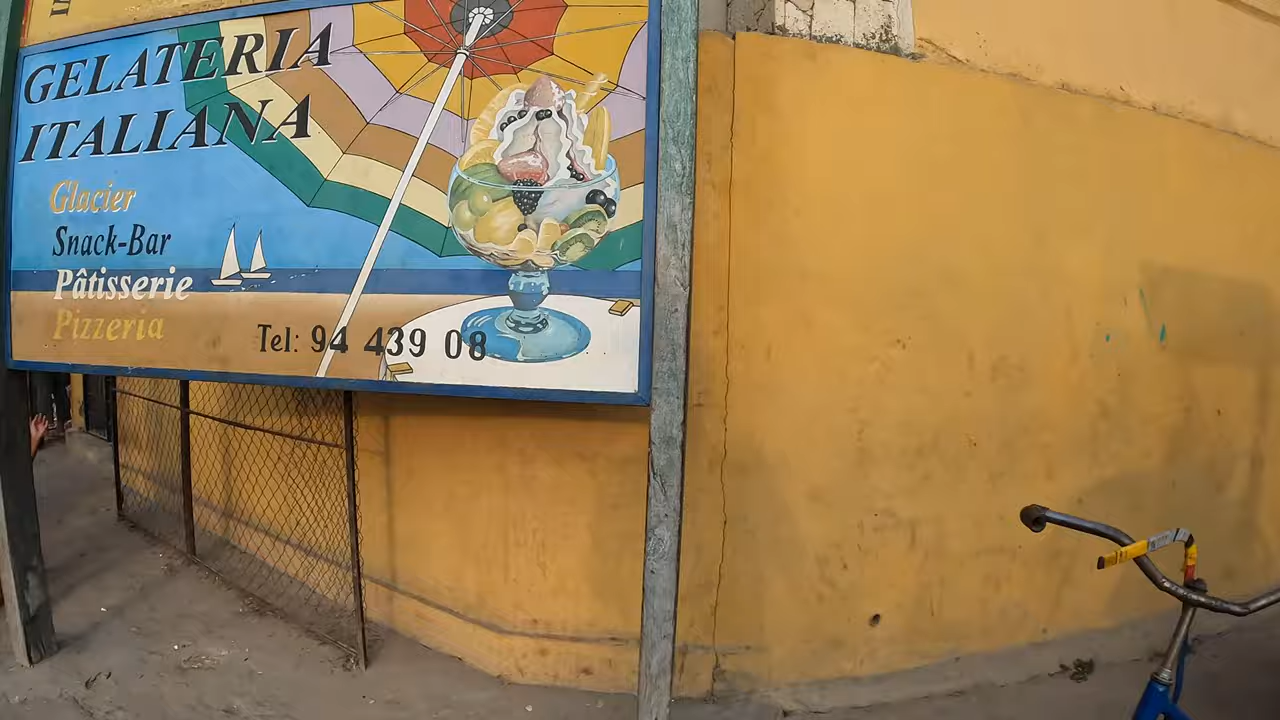 GELATERIA
ITALIANA
Glacier
Snack-Bar
Pâtisserie
Pizzeria
Tel: 94 439 08